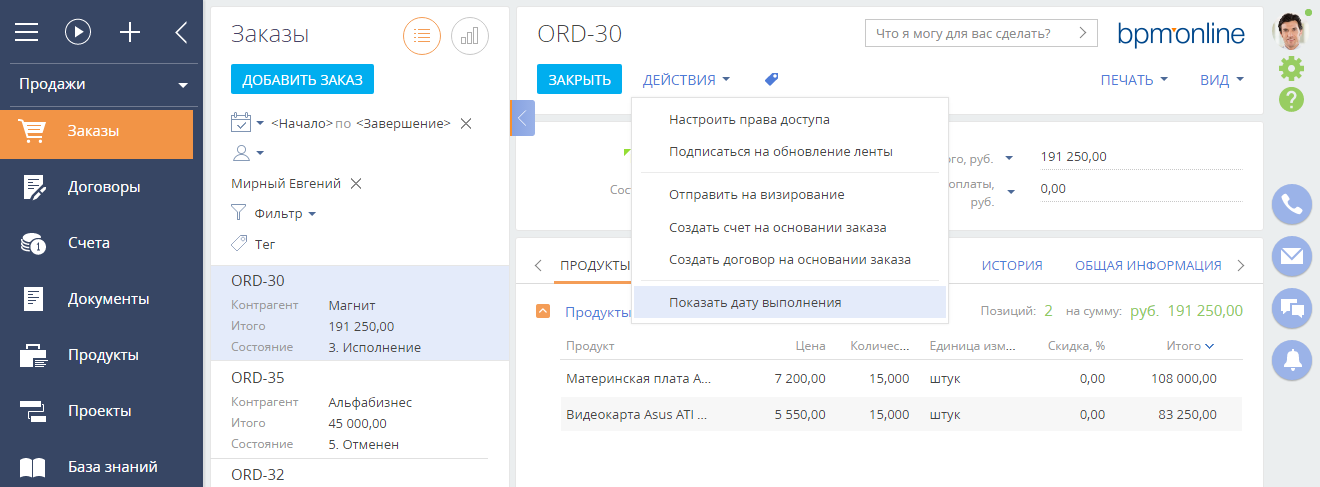 Продажи
Заказы
Договоры
Счета
Документы
Продукты
Проекты
База знаний
Заказы
ДОБАВИТЬ ЗАКАЗ
<Начало> по <Завершение>
Мирный Евгений
Фильтр
Тег
ORD-30
Контрагент Магнит
Итого 191 250,00
Состояние 3. Исполнение
ORD-35
Контрагент Альфабизнес
Итого 45 000,00
Состояние 5. Отменен
ORD-32
ORD-30
Что я могу для вас сделать?
bpmonline
ЗАКРЫТЬ ДЕЙСТВИЯ ПЕЧАТЬ ВИД
Настроить права доступа
Подписаться на обновление ленты
Отправить на визирование
Создать счет на основании заказа
Создать договор на основании заказа
Показать дату выполнения
руб. 191 250,00
руб. 0,00
ПРОДУКТЫ ИСТОРИЯ ОБЩАЯ ИНФОРМАЦИЯ
Продукты Позиций: 2 на сумму: руб. 191 250,00
Продукт Цена Количес... Единица изм... Скидка, % Итого
Материнская плата A... 7 200,00 15,000 штук 0,00 108 000,00
Видеокарта Asus ATI ... 5 550,00 15,000 штук 0,00 83 250,00